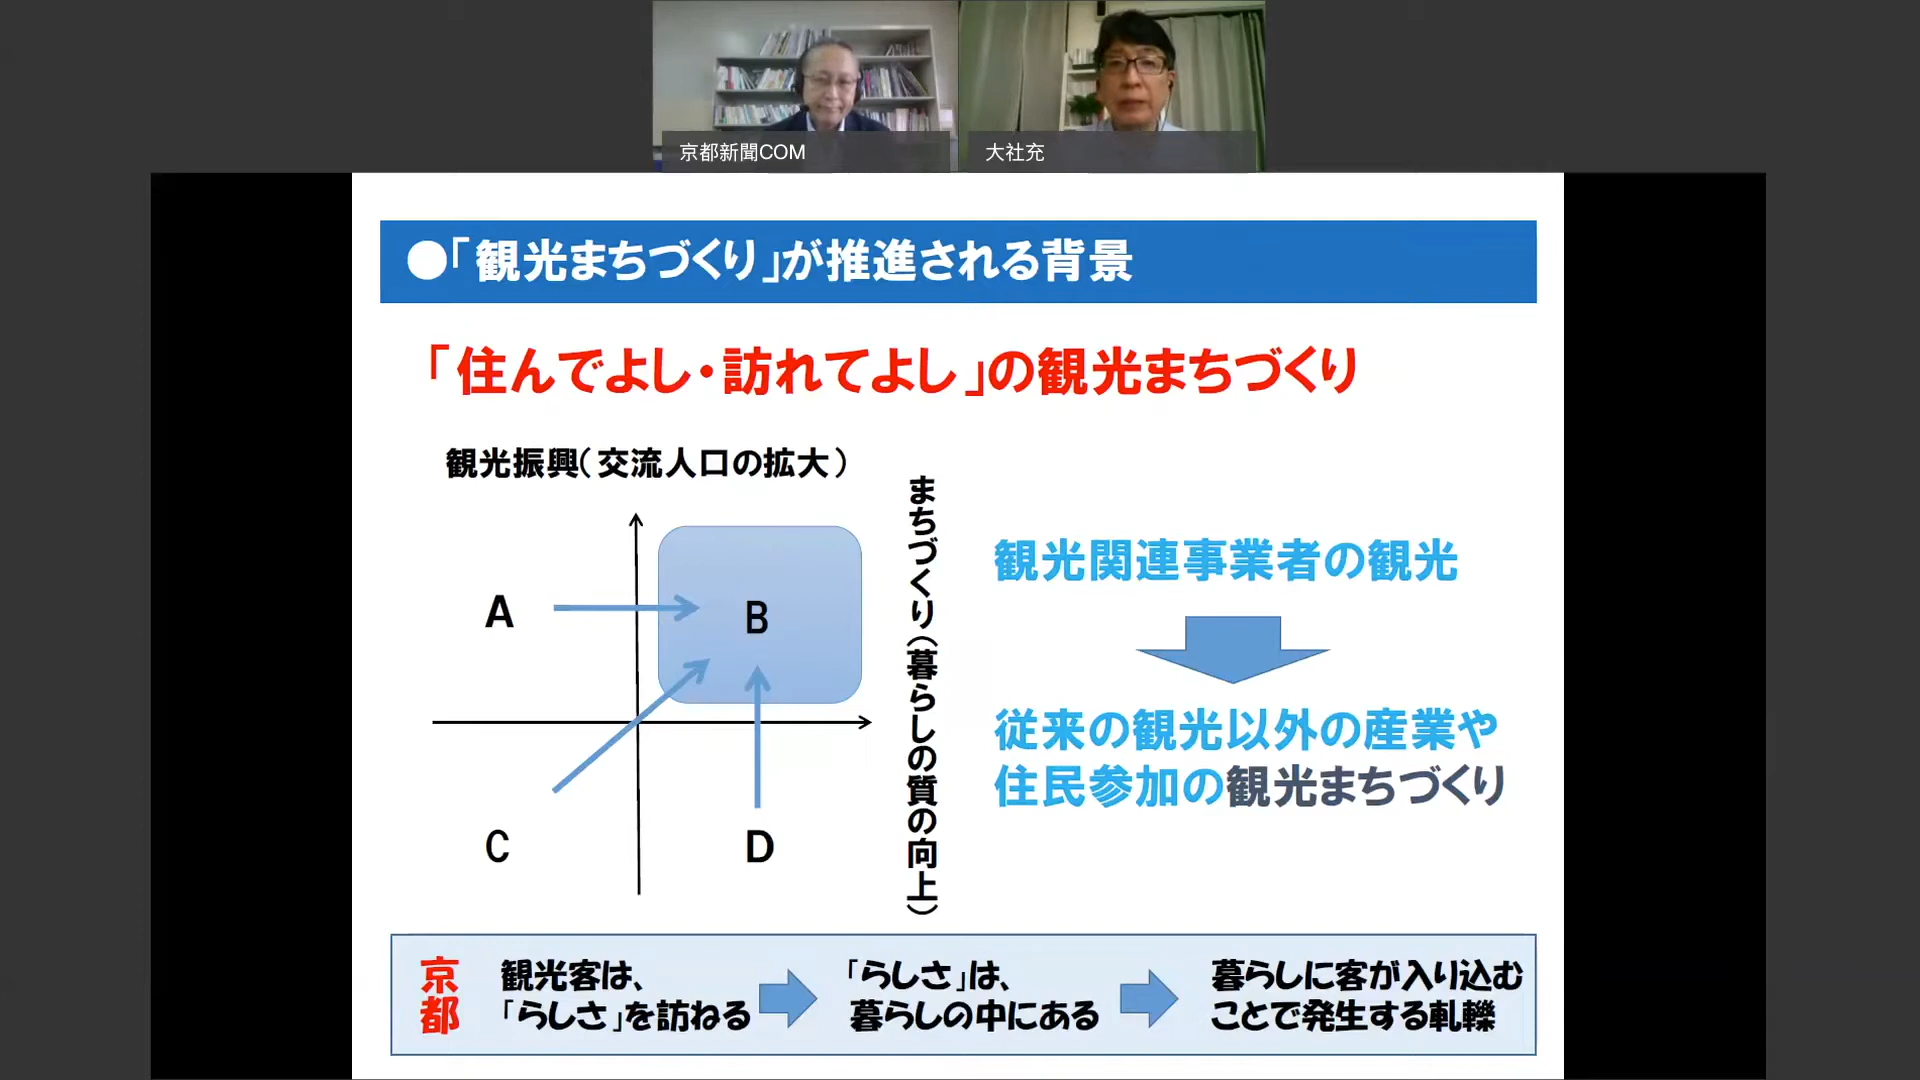 京都新聞COM
大社充
●「観光まちづくり」が推進される背景
「住んでよし・訪れてよし」の観光まちづくり
観光振興(交流人口の拡大)
まちづくり(暮らしの質の向上)
A
B
C
D
観光関連事業者の観光
従来の観光以外の産業や
住民参加の観光まちづくり
京都
観光客は、
「らしさ」を訪ねる
「らしさ」は、
暮らしの中にある
暮らしに客が入り込む
ことで発生する軋轢